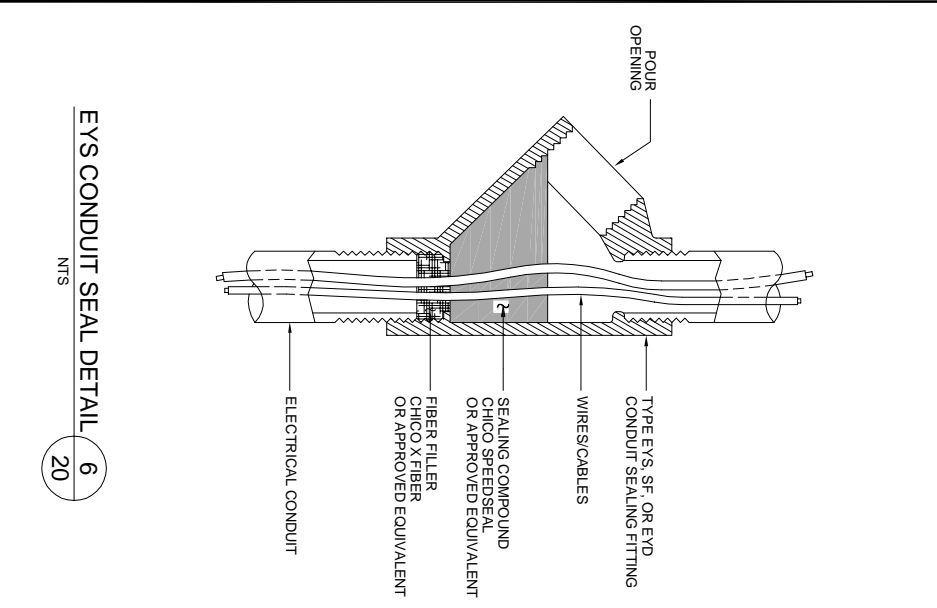 POUR
OPENING
TYPE EYS, SF, OR EYD
CONDUIT SEALING FITTING
WIRES/CABLES
SEALING COMPOUND
CHICO SPEEDSEAL
OR APPROVED EQUIVALENT
FIBER FILLER
CHICO X FIBER
OR APPROVED EQUIVALENT
ELECTRICAL CONDUIT
EYS CONDUIT SEAL DETAIL
NTS
6
20